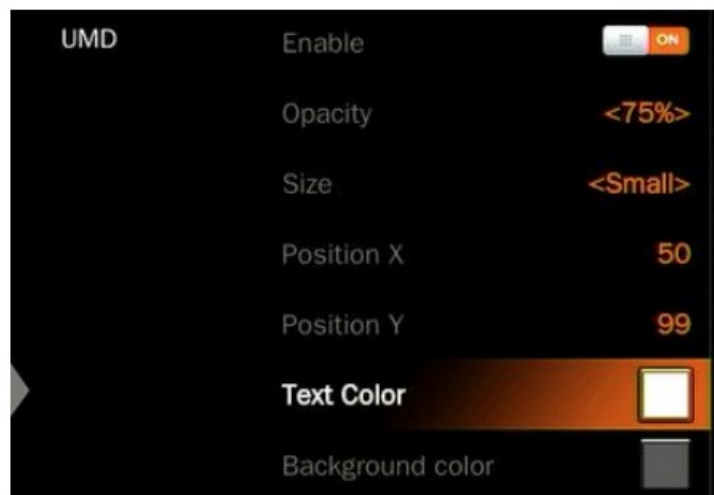 UMD Enable ON
Opacity <75%>
Size <Small>
Position X 50
Position Y 99
Text Color
Background color